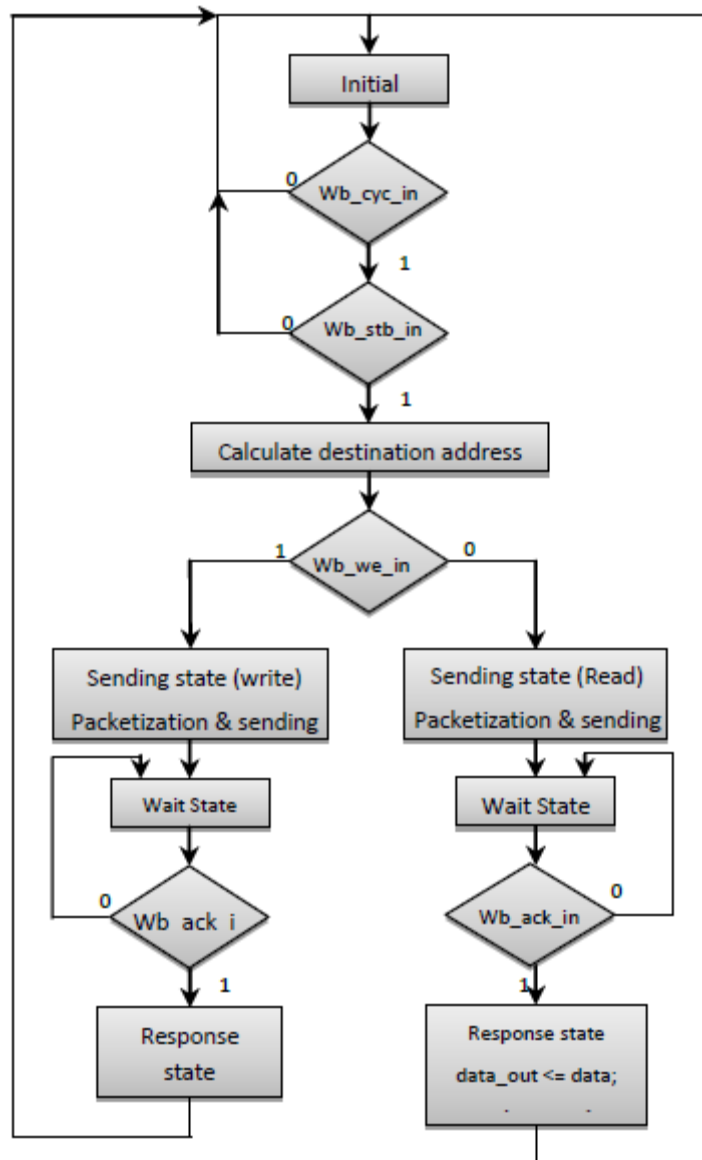 Initial
Wb_cyc_in
0
1
Wb_stb_in
0
1
Calculate destination address
Wb_we_in
1
0
Sending state (write)
Packetization & sending
Sending state (Read)
Packetization & sending
Wait State
Wait State
Wb ack i
0
Wb_ack_in
0
1
1
Response
state
Response state
data_out <= data;